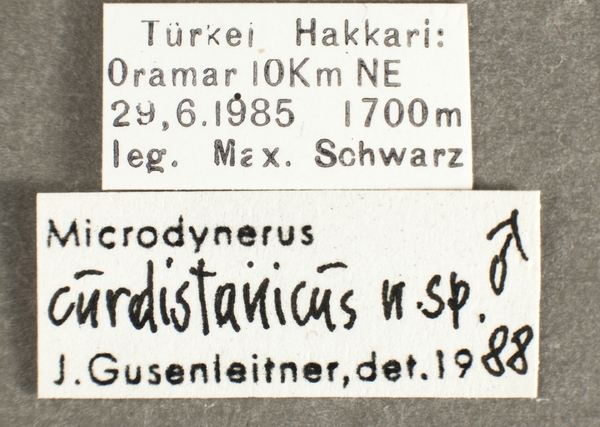 Türkei Hakkari:
Oramar 10Km NE
29,6.1985 1700m
leg. Max. Schwarz
Microdynerus
curdistanicus n.sp. ♂
J.Gusenleitner,det.1988